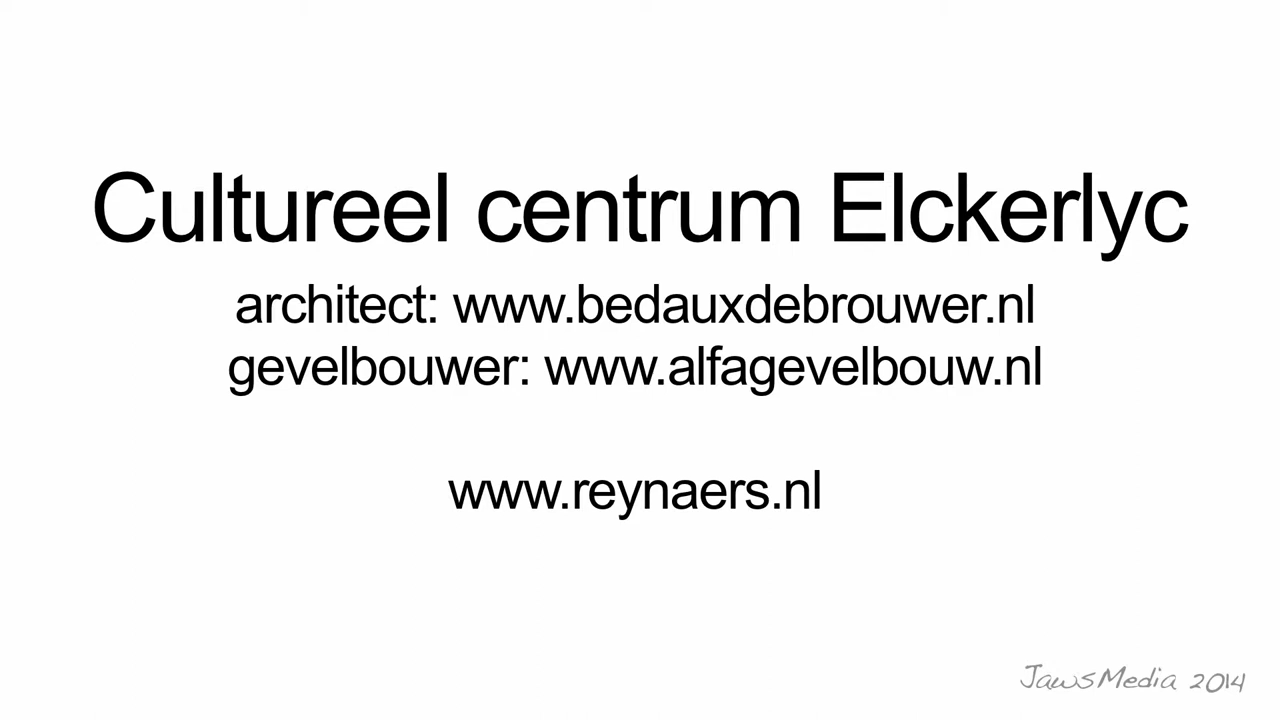 Cultureel centrum Elckerlyc
architect: www.bedauxdebrouwer.nl
gevelbouwer: www.alfagevelbouw.nl
www.reynaers.nl
JawsMedia 2014